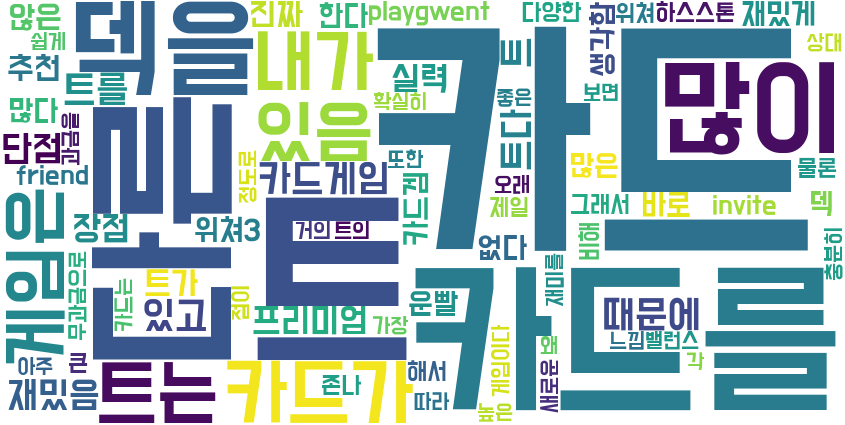 않은
쉽게
추천
많다
과금을
단점
friend
게임은
무과금으로
아주
큰
재밌음
덱을
궨트
장점
트를
진짜
한다
playgwent
다양한
위쳐
하스스톤
재밌게
생각함
상대
내가
있음
실력
확실히
좋은
트
보면
카드
많이
카드게임
또한
정도로
트다
오래
많은
물론
위쳐3
거의
트의
카드겜
제일
그래서
바로
invite
덱
카드는
트가
있고
점이
프리미엄
가장
운빨
없다
재미를
비해
때문에
충분히
느낌
밸런스
트는
카드가
존나
해서
따라
카드를
높은
게임이다
새로운
왜
각